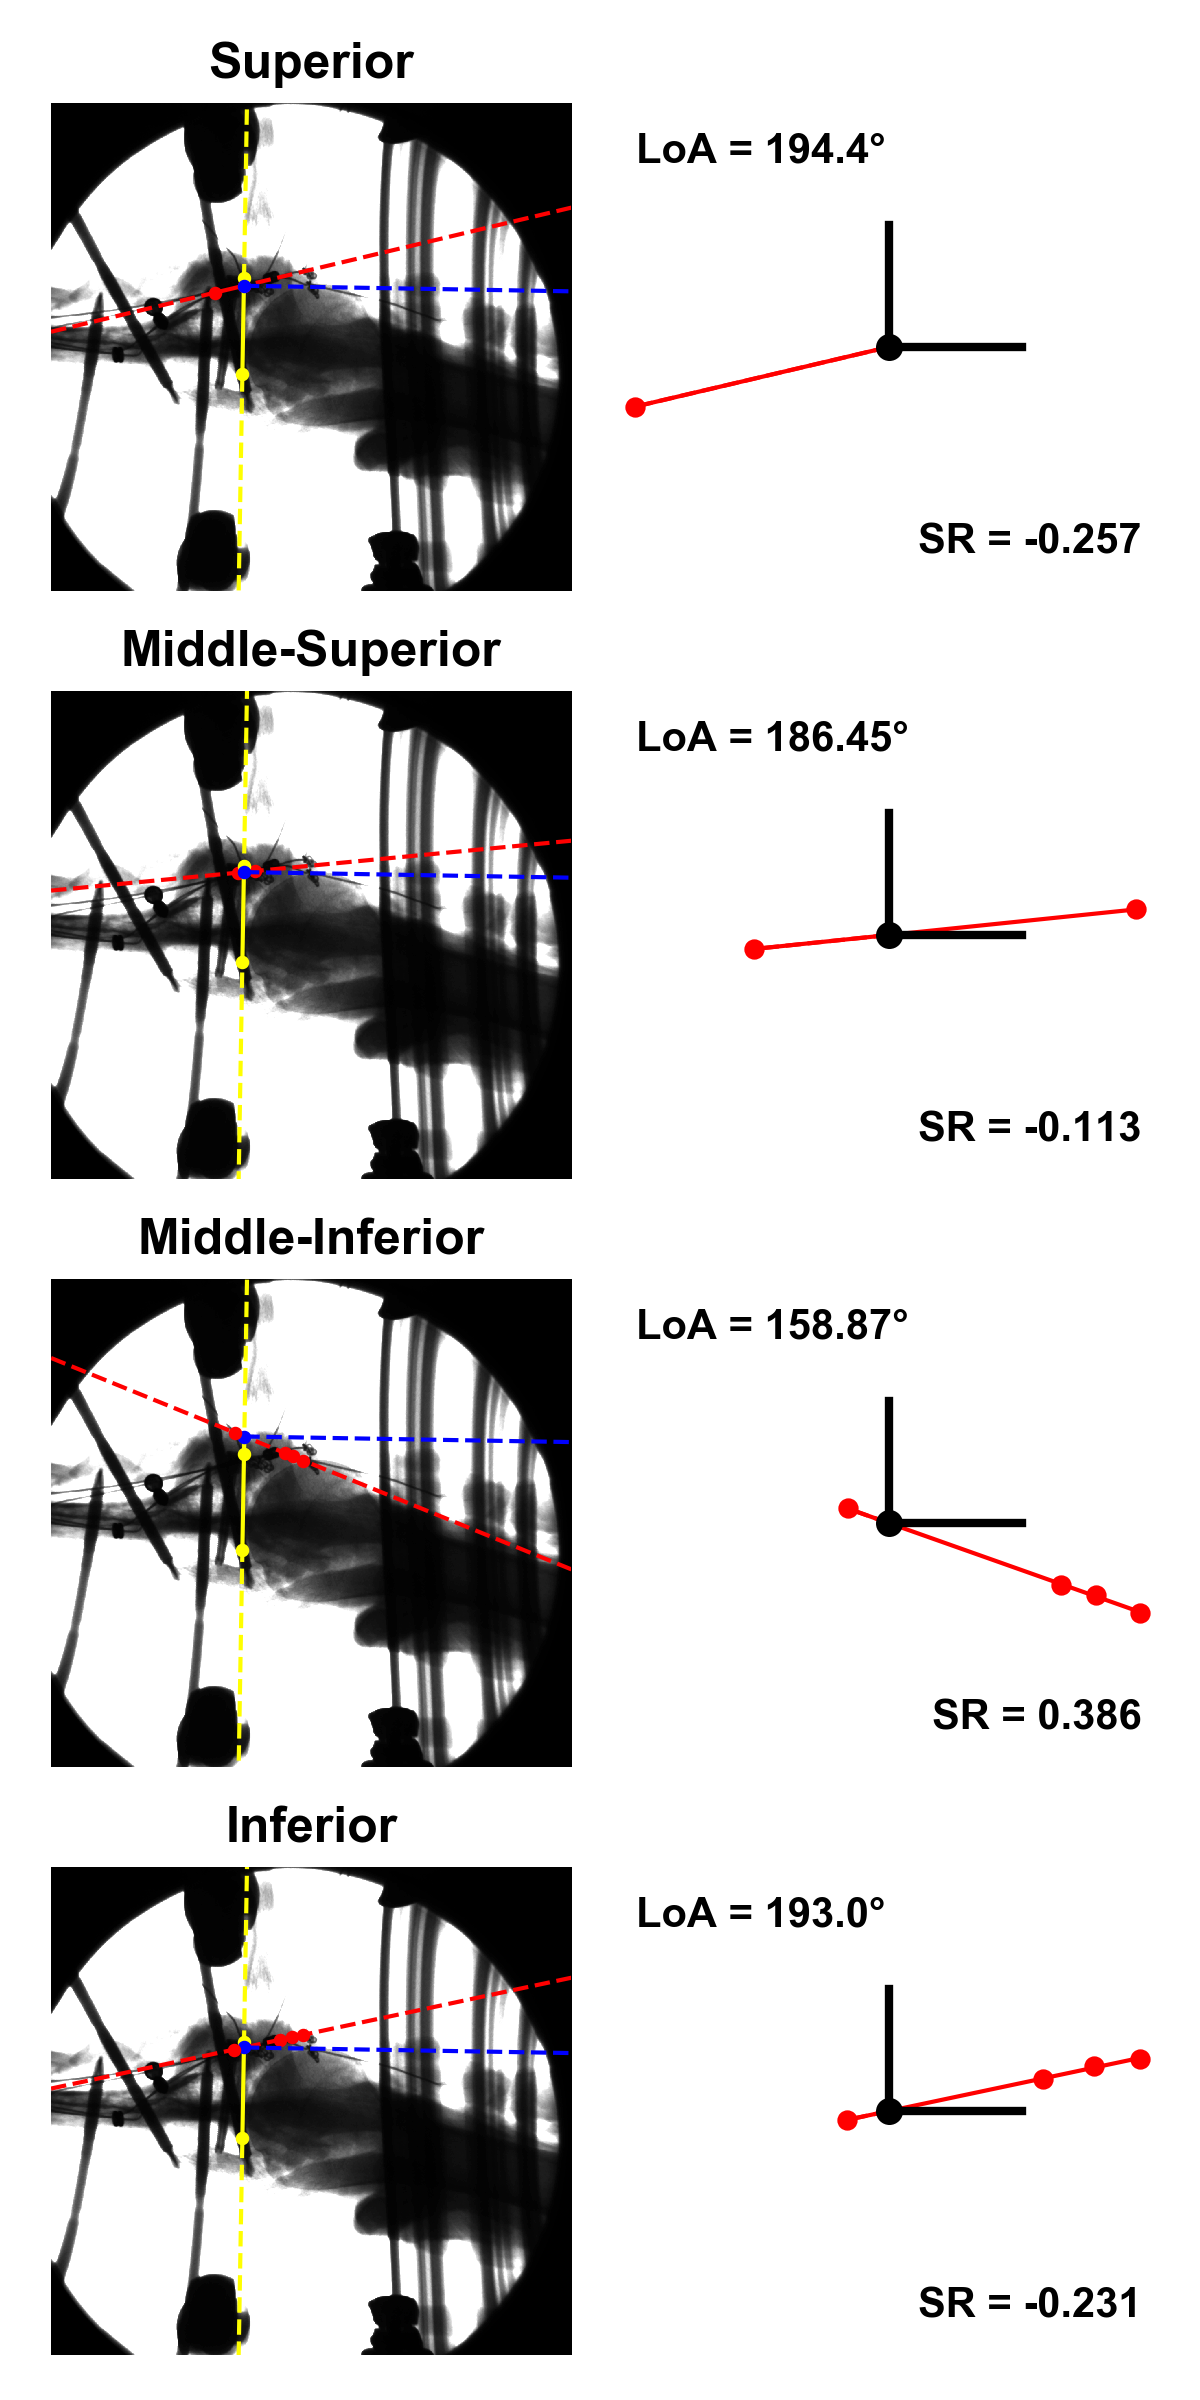 Superior
LoA = 194.4°
SR = -0.257
Middle-Superior
LoA = 186.45°
SR = -0.113
Middle-Inferior
LoA = 158.87°
SR = 0.386
Inferior
LoA = 193.0°
SR = -0.231